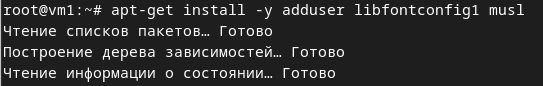 root@vm1:~# apt-get install -y adduser libfontconfig1 musl
Чтение списков пакетов… Готово
Построение дерева зависимостей… Готово
Чтение информации о состоянии… Готово